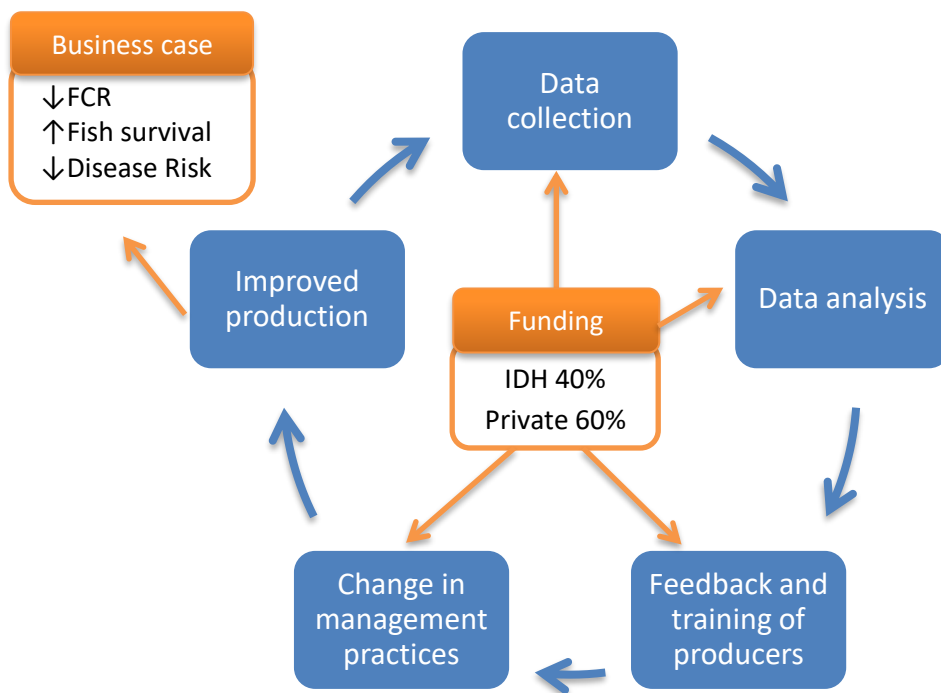 Business case
↓FCR
↑Fish survival
↓Disease Risk
Data
collection
Data analysis
Feedback and
training of
producers
Change in
management
practices
Improved
production
Funding
IDH 40%
Private 60%